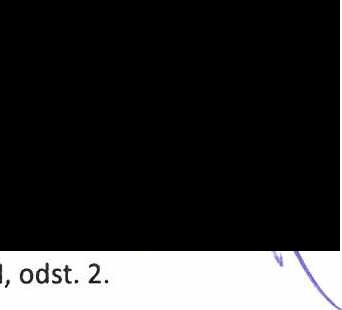 , odst. 2.